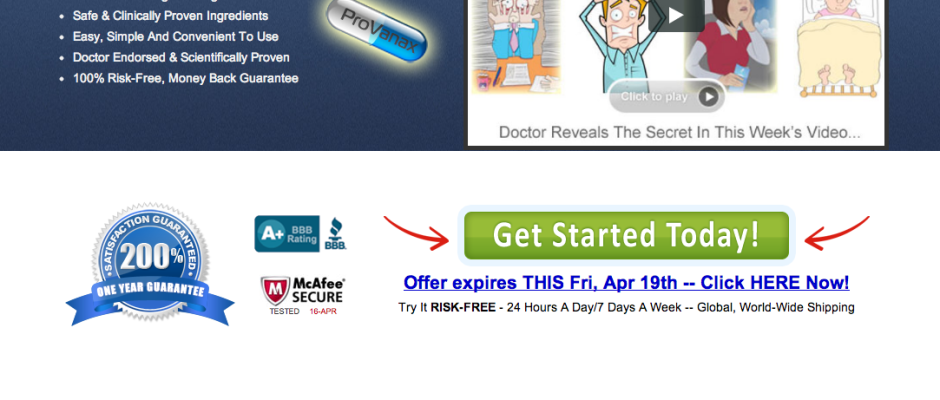 Safe & Clinically Proven Ingredients
Easy, Simple And Convenient To Use
Doctor Endorsed & Scientifically Proven
100% Risk-Free, Money Back Guarantee
ProVanax
Click to play
Doctor Reveals The Secret In This Week's Video...
SATISFACTION GUARANTEED
200%
ONE YEAR GUARANTEE
A+ BBB Rating
BBB.
McAfee®
SECURE
TESTED 16-APR
Get Started Today!
Offer expires THIS Fri, Apr 19th -- Click HERE Now!
Try It RISK-FREE - 24 Hours A Day/7 Days A Week -- Global, World-Wide Shipping